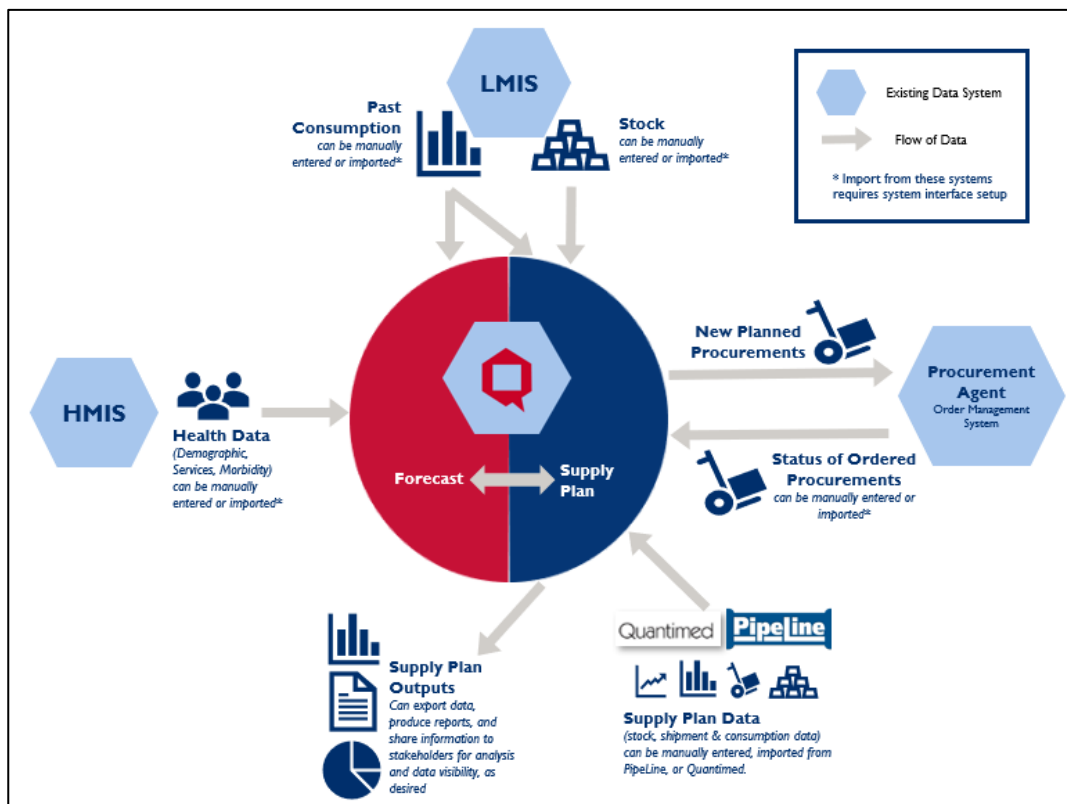 LMIS
Past
Consumption
can be manually
entered or imported*
Stock
can be manually
entered or imported*
Existing Data System
Flow of Data
* Import from these systems
requires system interface setup
HMIS
Health Data
(Demographic,
Services, Morbidity)
can be manually
entered or imported*
Forecast
Supply
Plan
New Planned
Procurements
Procurement
Agent
Order Management
System
Status of Ordered
Procurements
can be manually entered or
imported*
Supply Plan
Outputs
Can export data,
produce reports, and
share information to
stakeholders for analysis
and data visibility, as
desired
Quantimed
PipeLine
Supply Plan Data
(stock, shipment & consumption data)
can be manually entered, imported from
PipeLine, or Quantimed.